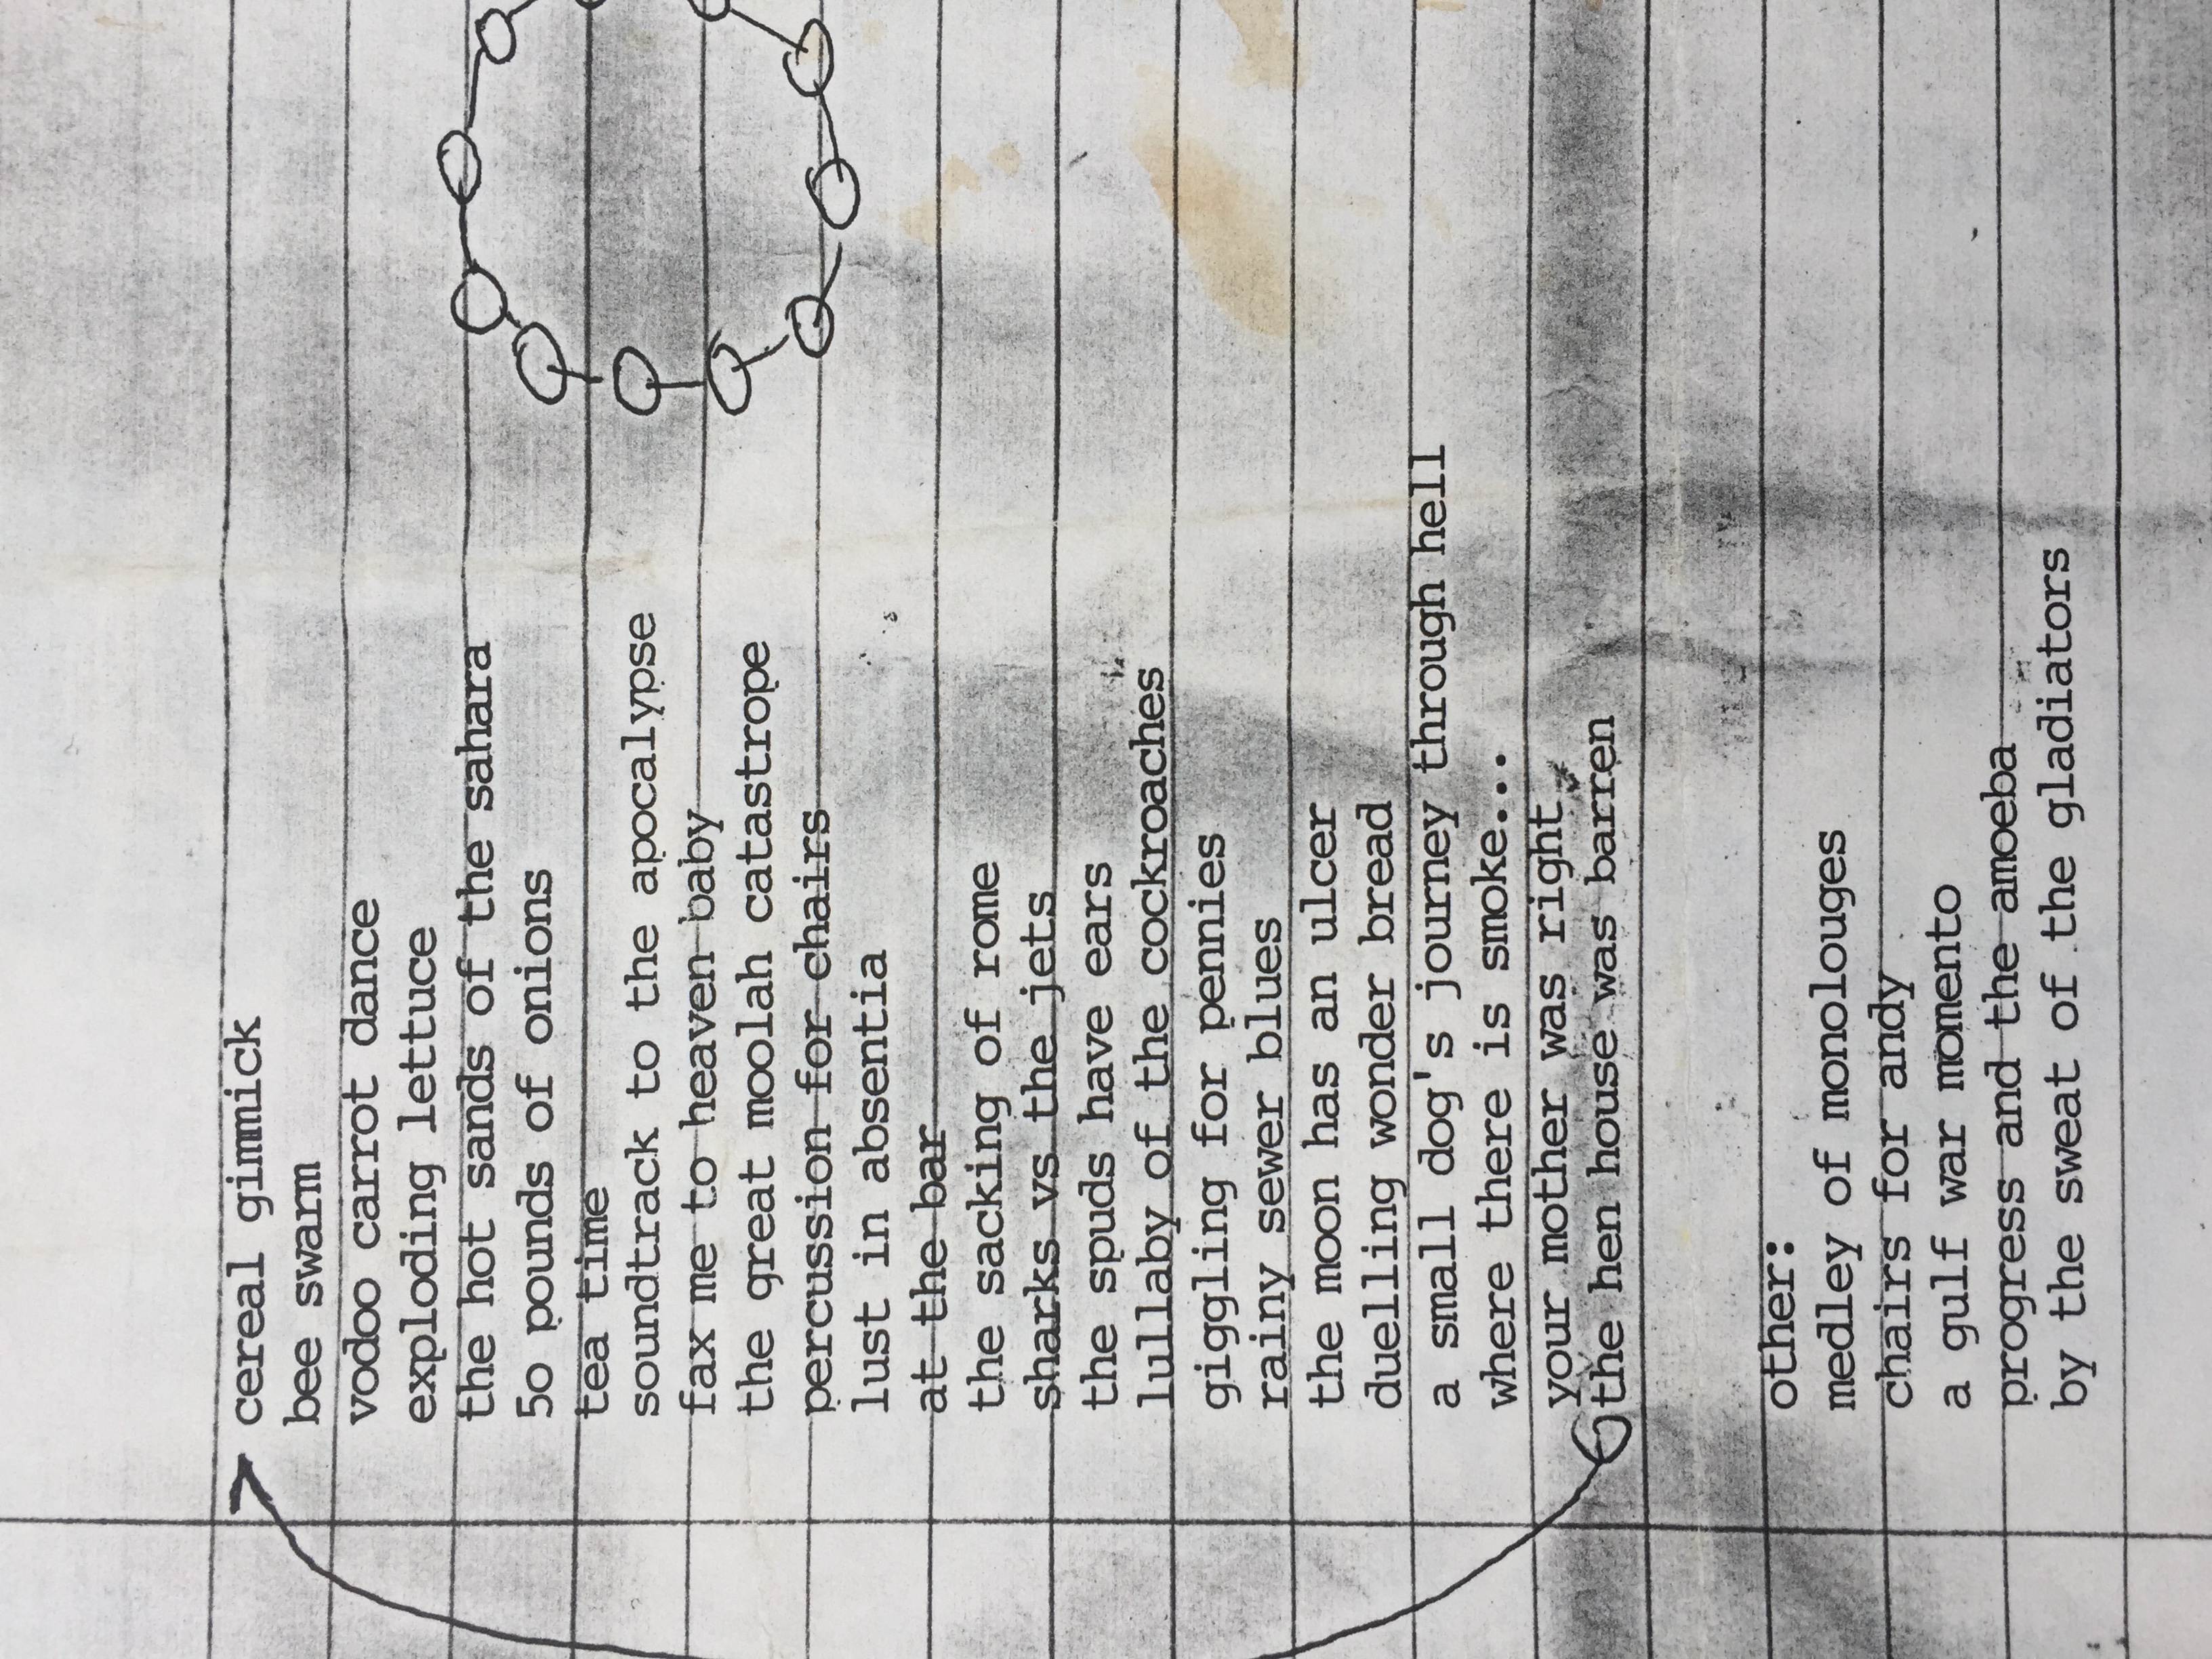 cereal gimmick
bee swarm
vodoo carrot dance
exploding lettuce
the hot sands of the sahara
5o pounds of onions
tea time
soundtrack to the apocalypse
fax me to heaven baby
the great moolah catastrope
percussion for chairs
lust in absentia
at the bar
the sacking of rome
sharks vs the jets
the spuds have ears
lullaby of the cockroaches
giggling for pennies
rainy sewer blues
the moon has an ulcer
duelling wonder bread
a small dog's journey through hell
where there is smoke...
your mother was right
the hen house was barren
other:
medley of monolouges
chairs for andy
a gulf war momento
progress and the amoeba
by the sweat of the gladiators